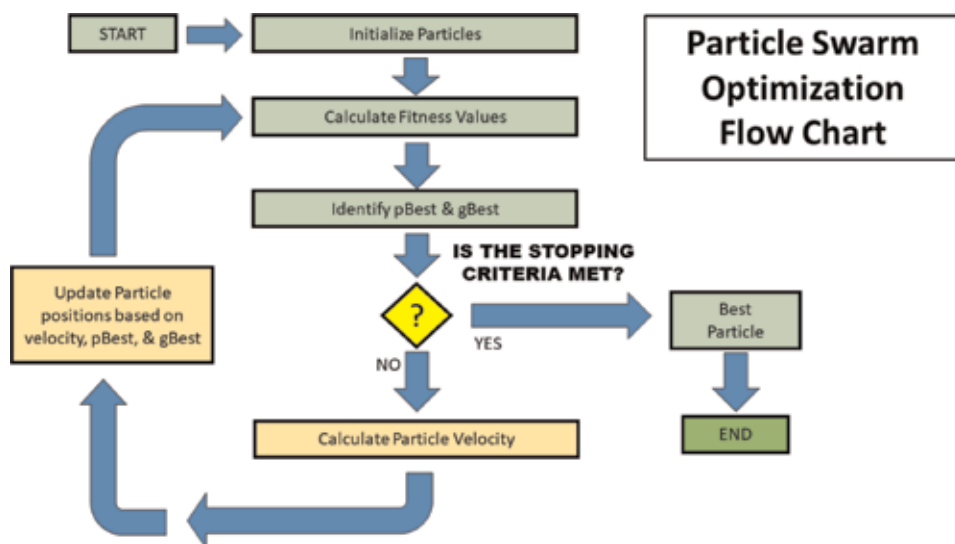 START
Initialize Particles
Particle Swarm
Optimization
Flow Chart
Calculate Fitness Values
Identify pBest & gBest
IS THE STOPPING
CRITERIA MET?
Update Particle
positions based on
velocity, pBest, & gBest
?
YES
Best
Particle
NO
Calculate Particle Velocity
END